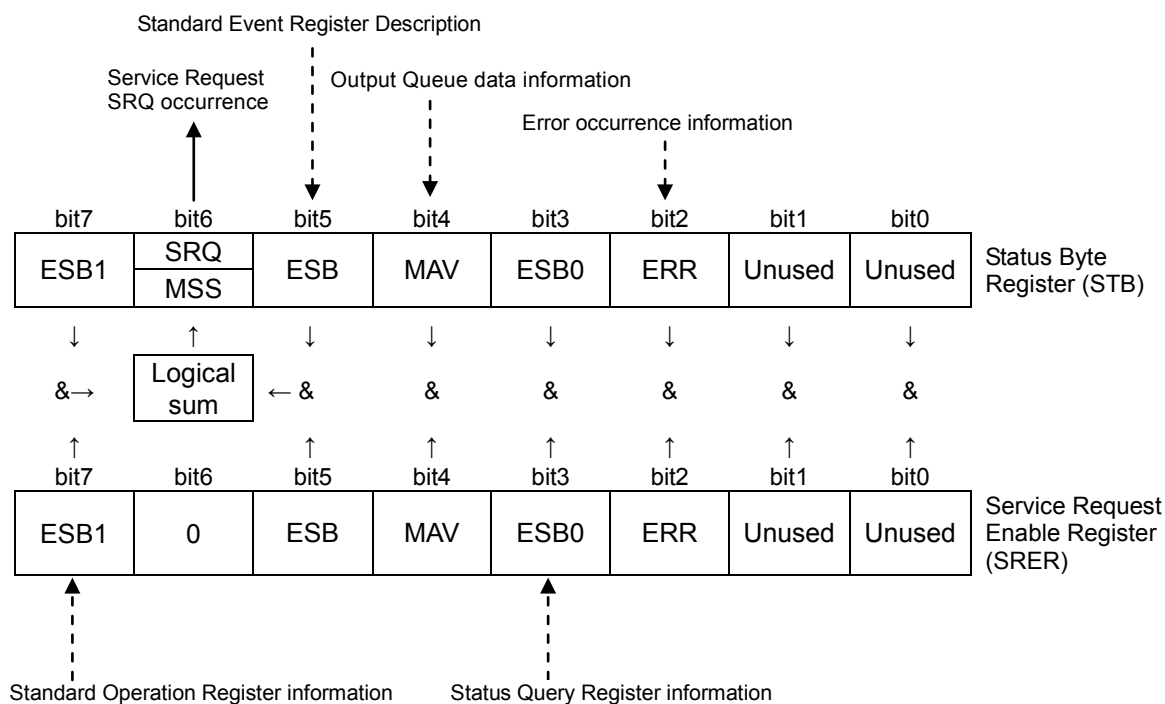 Standard Event Register Description
Service Request
SRQ occurrence
Output Queue data information
Error occurrence information
bit7 bit6 bit5 bit4 bit3 bit2 bit1 bit0
ESB1 SRQ MSS ESB MAV ESB0 ERR Unused Unused
Status Byte
Register (STB)
↓ ↑ ↓ ↓ ↓ ↓ ↓ ↓
&→ Logical sum ← & & & & & &
↑ ↑ ↑ ↑ ↑ ↑ ↑
bit7 bit6 bit5 bit4 bit3 bit2 bit1 bit0
ESB1 0 ESB MAV ESB0 ERR Unused Unused
Service Request
Enable Register
(SRER)
Standard Operation Register information
Status Query Register information